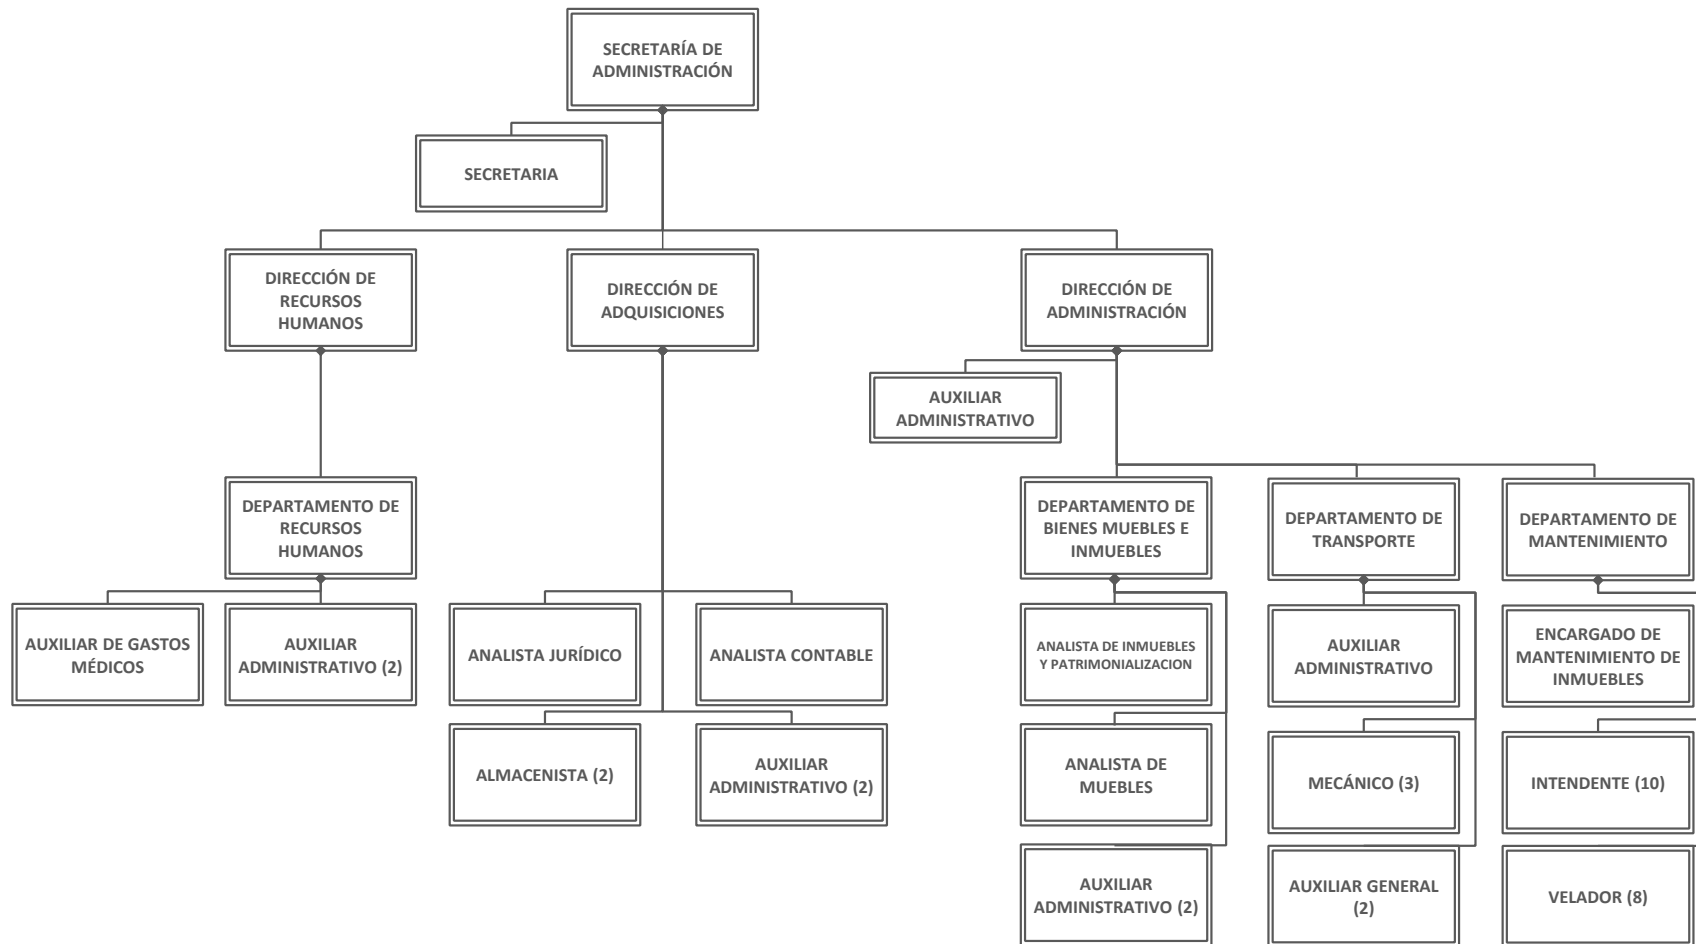 SECRETARÍA DE
ADMINISTRACIÓN
SECRETARIA
DIRECCIÓN DE
RECURSOS
HUMANOS
DIRECCIÓN DE
ADQUISICIONES
DIRECCIÓN DE
ADMINISTRACIÓN
AUXILIAR
ADMINISTRATIVO
DEPARTAMENTO DE
RECURSOS
HUMANOS
DEPARTAMENTO DE
BIENES MUEBLES E
INMUEBLES
DEPARTAMENTO DE
TRANSPORTE
DEPARTAMENTO DE
MANTENIMIENTO
AUXILIAR DE GASTOS
MÉDICOS
AUXILIAR
ADMINISTRATIVO (2)
ANALISTA JURÍDICO
ANALISTA CONTABLE
ANALISTA DE INMUEBLES
Y PATRIMONIALIZACION
AUXILIAR
ADMINISTRATIVO
ENCARGADO DE
MANTENIMIENTO DE
INMUEBLES
ALMACENISTA (2)
AUXILIAR
ADMINISTRATIVO (2)
ANALISTA DE
MUEBLES
MECÁNICO (3)
INTENDENTE (10)
AUXILIAR
ADMINISTRATIVO (2)
AUXILIAR GENERAL
(2)
VELADOR (8)